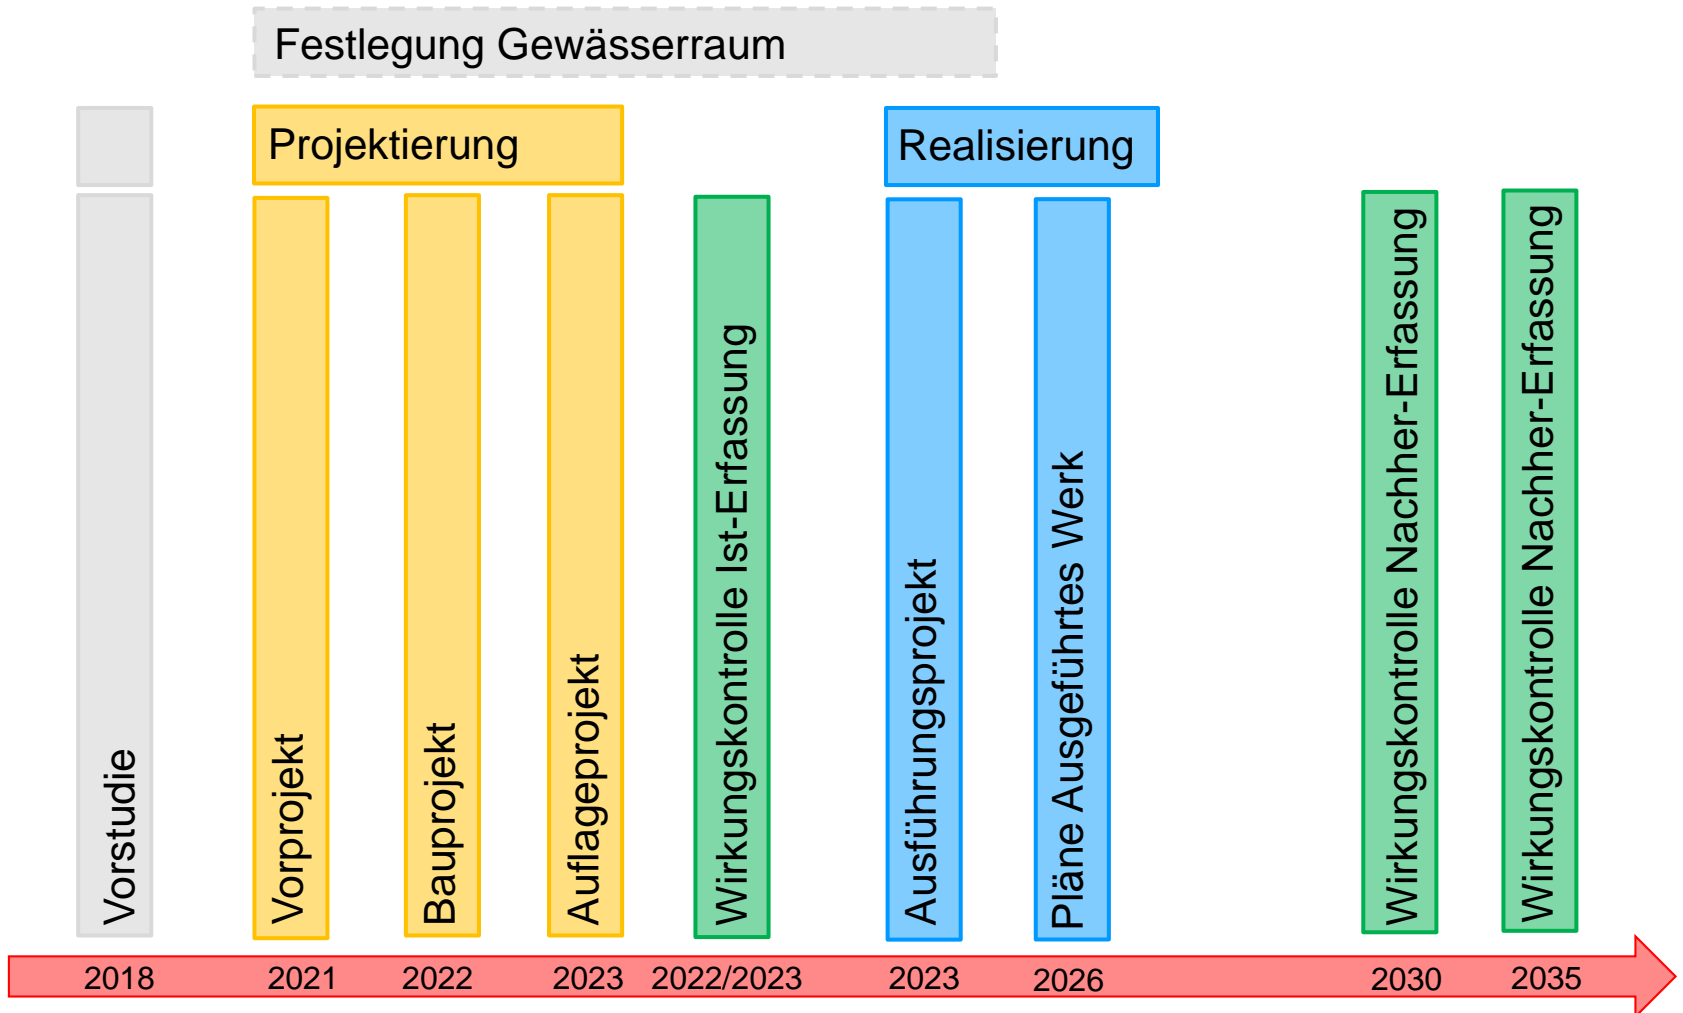 Festlegung Gewässerraum
Projektierung
Realisierung
Vorstudie
Vorprojekt
Bauprojekt
Auflageprojekt
Wirkungskontrolle Ist-Erfassung
Ausführungsprojekt
Pläne Ausgeführtes Werk
Wirkungskontrolle Nachher-Erfassung
Wirkungskontrolle Nachher-Erfassung
2018 2021 2022 2023 2022/2023 2023 2026 2030 2035